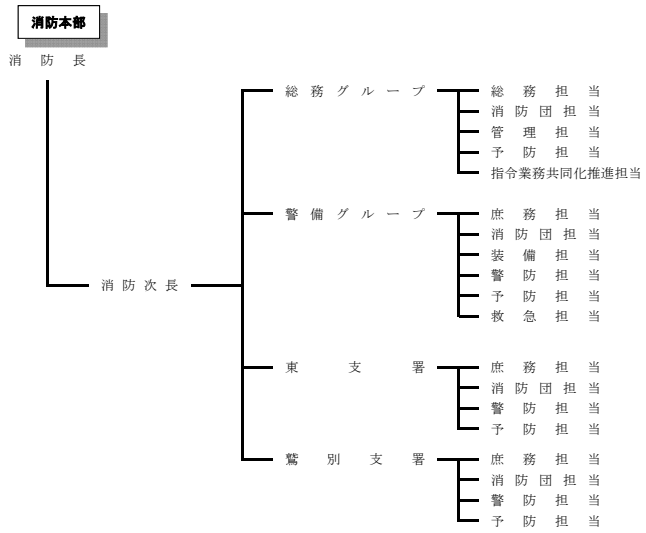 消防本部
消防長
総務グループ 総務担当
消防団担当
管理担当
予防担当
指令業務共同化推進担当
警備グループ 庶務担当
消防団担当
装備担当
消防次長 警防担当
予防担当
救急担当
東支署 庶務担当
消防団担当
警防担当
予防担当
鷲別支署 庶務担当
消防団担当
警防担当
予防担当